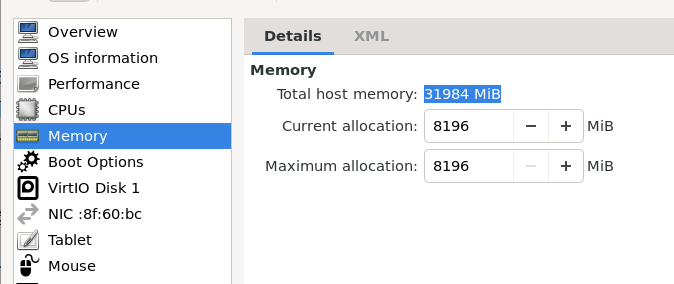 Overview
OS information
Performance
CPUs
Memory
Boot Options
VirtIO Disk 1
NIC :8f:60:bc
Tablet
Mouse
Details XML
Memory
Total host memory: 31984 MiB
Current allocation: 8196 − + MiB
Maximum allocation: 8196 − + MiB